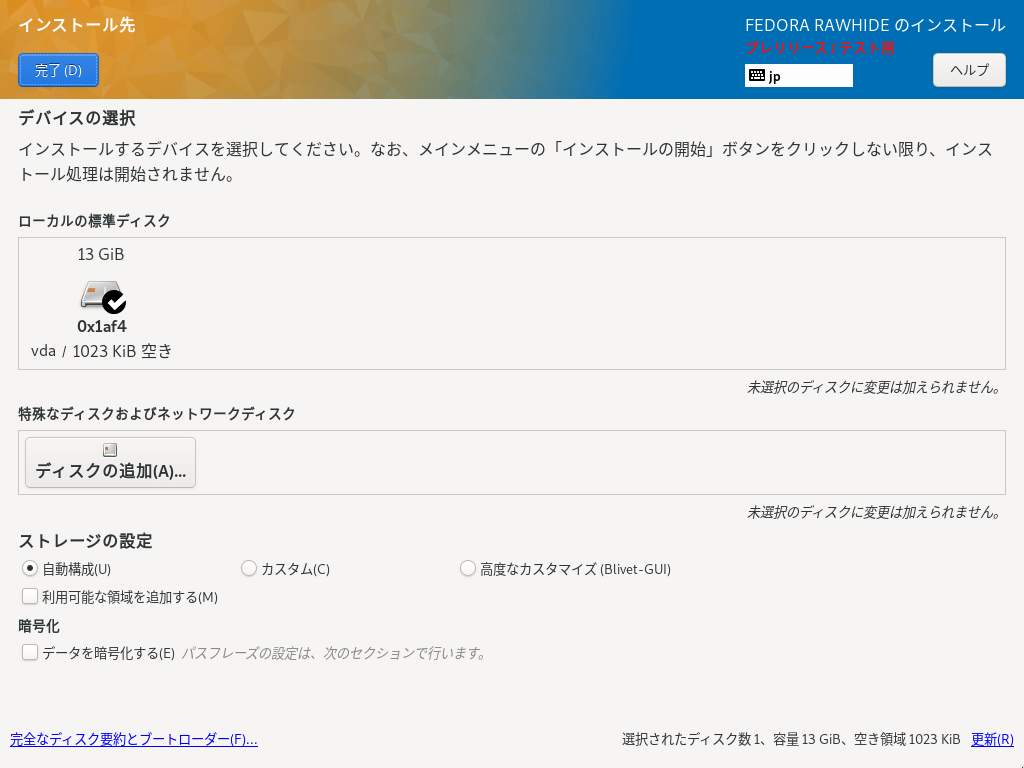 インストール先
FEDORA RAWHIDE のインストール
プレリリース / テスト用
完了 (D)
jp
ヘルプ
デバイスの選択
インストールするデバイスを選択してください。なお、メインメニューの「インストールの開始」ボタンをクリックしない限り、インス
トール処理は開始されません。
ローカルの標準ディスク
13 GiB
0x1af4
vda / 1023 KiB 空き
未選択のディスクに変更は加えられません。
特殊なディスクおよびネットワークディスク
ディスクの追加(A)...
未選択のディスクに変更は加えられません。
ストレージの設定
自動構成(U) カスタム(C) 高度なカスタマイズ (Blivet-GUI)
利用可能な領域を追加する(M)
暗号化
データを暗号化する(E) パスフレーズの設定は、次のセクションで行います。
完全なディスク要約とブートローダー(F)... 選択されたディスク数 1、容量 13 GiB、空き領域 1023 KiB 更新(R)